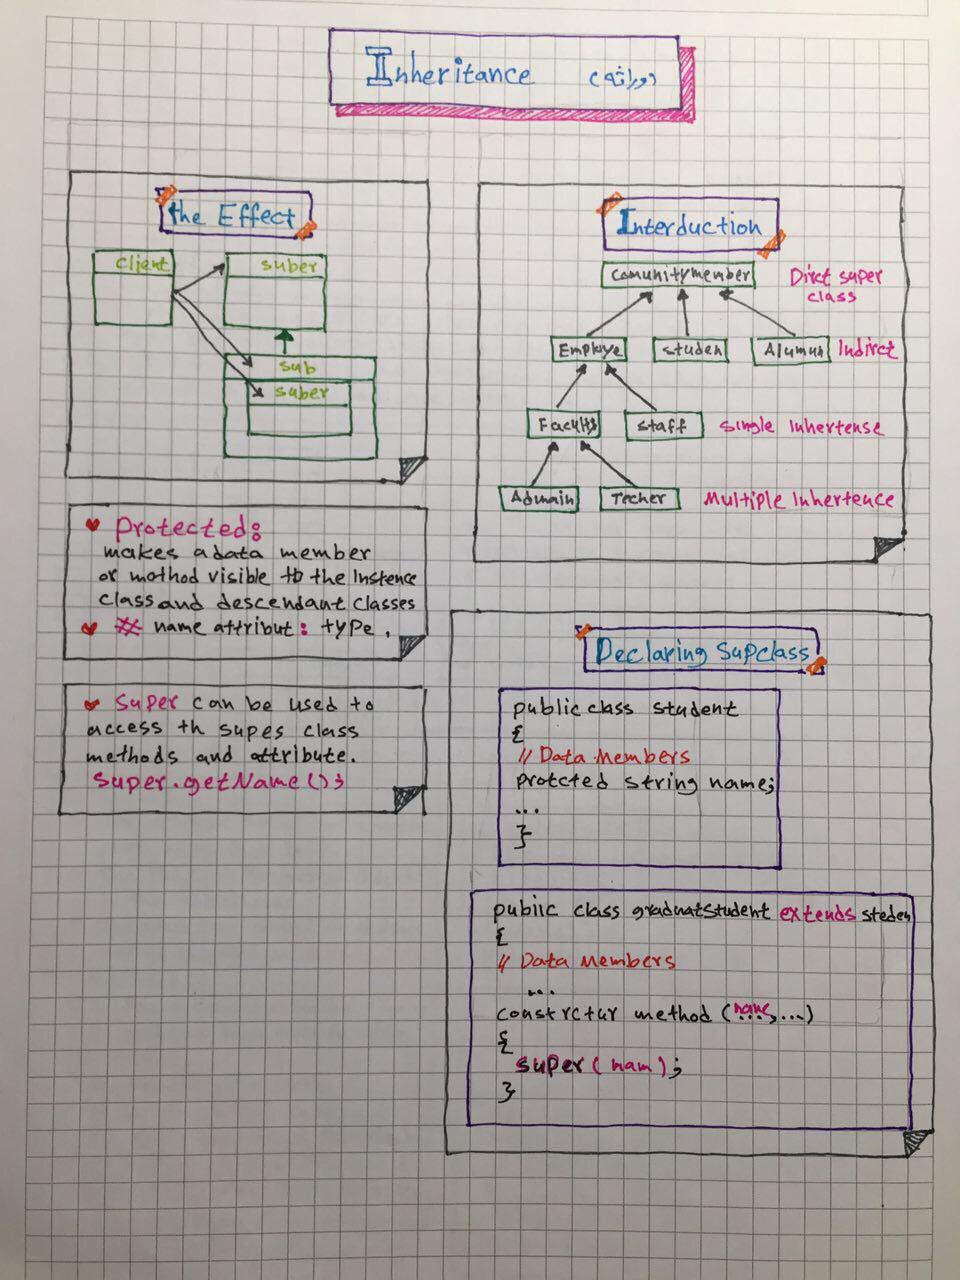 Inheritance (وراثة)
the Effect
client
suber
sub
suber
Interduction
Comunitymember
Dirct super
class
Employe
studen
Alumun
Indirct
Faculty
staff
single inhertense
Admain
Techer
Multiple Inhertence
protected:
makes a data member
or mothod visible to the Instence
class and descendant classes
# name attribut: type.
super can be used to
access th supes class
methods and attribute.
super.getName();
Declaring Supclass
public class student
{
// Data Members
protcted string name;
...
}
public class graduatstudent extends steden
{
// Data Members
...
constrctur method (name,...)
{
super(nam);
}